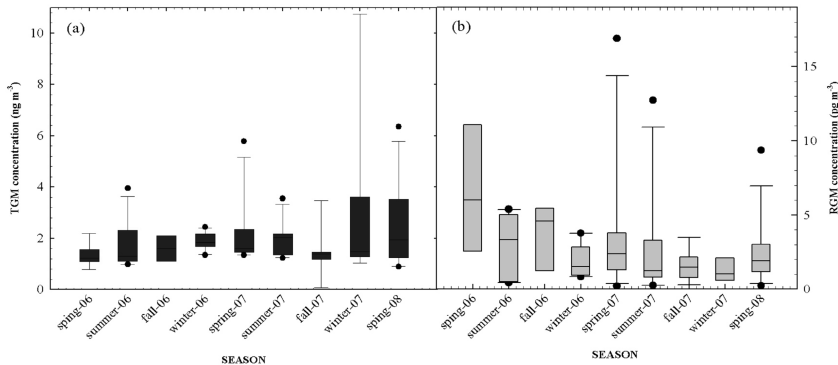 (a)
TGM concentration (ng m-3)
10
8
6
4
2
0
sping-06
summer-06
fall-06
winter-06
spring-07
summer-07
fall-07
winter-07
sping-08
SEASON
(b)
RGM concentration (pg m-3)
15
10
5
0
sping-06
summer-06
fall-06
winter-06
sping-07
summer-07
fall-07
winter-07
sping-08
SEASON